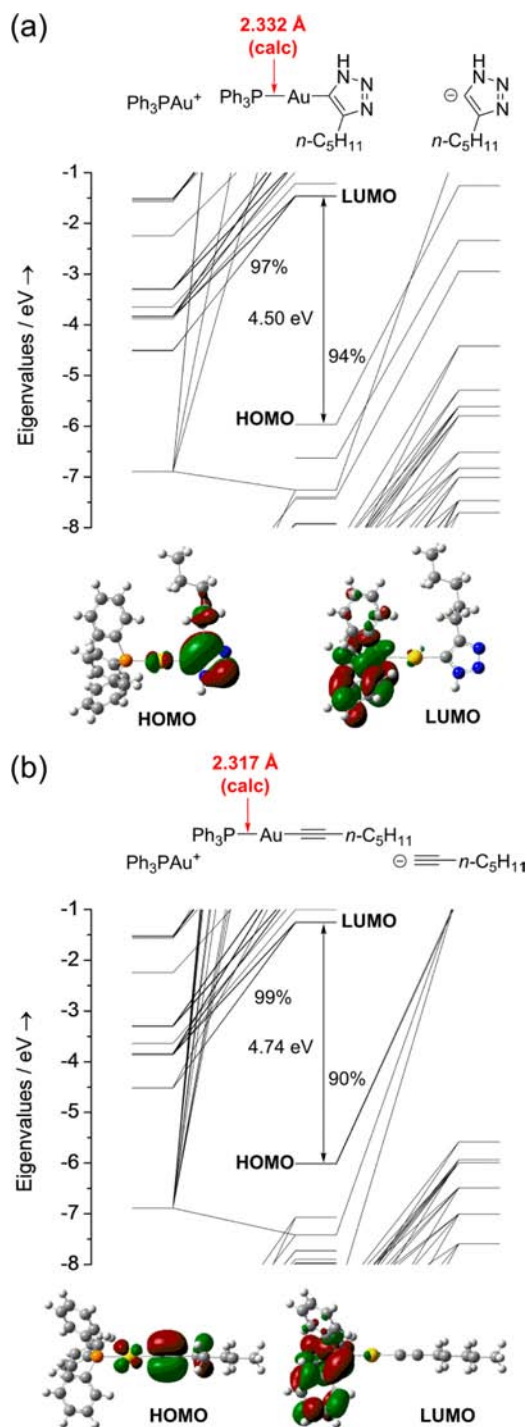 (a)
2.332 Å
(calc)
Ph₃PAu⁺
Ph₃P
Au
H
N
N
N
n-C₅H₁₁
⊖
H
N
N
N
n-C₅H₁₁
-1
-2
-3
-4
-5
-6
-7
-8
Eigenvalues / eV →
LUMO
97%
4.50 eV
94%
HOMO
HOMO
LUMO
(b)
2.317 Å
(calc)
Ph₃P
Au
n-C₅H₁₁
Ph₃PAu⁺
⊖
n-C₅H₁₁
-1
-2
-3
-4
-5
-6
-7
-8
Eigenvalues / eV →
LUMO
99%
4.74 eV
90%
HOMO
HOMO
LUMO